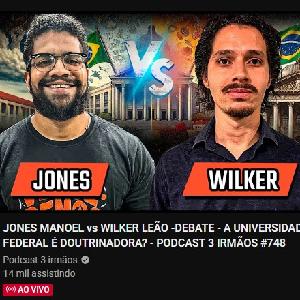 VS
JONES
WILKER
JONES MANOEL vs WILKER LEÃO -DEBATE - A UNIVERSIDAD
FEDERAL É DOUTRINADORA? - PODCAST 3 IRMÃOS #748
Podcast 3 irmãos
14 mil assistindo
AO VIVO